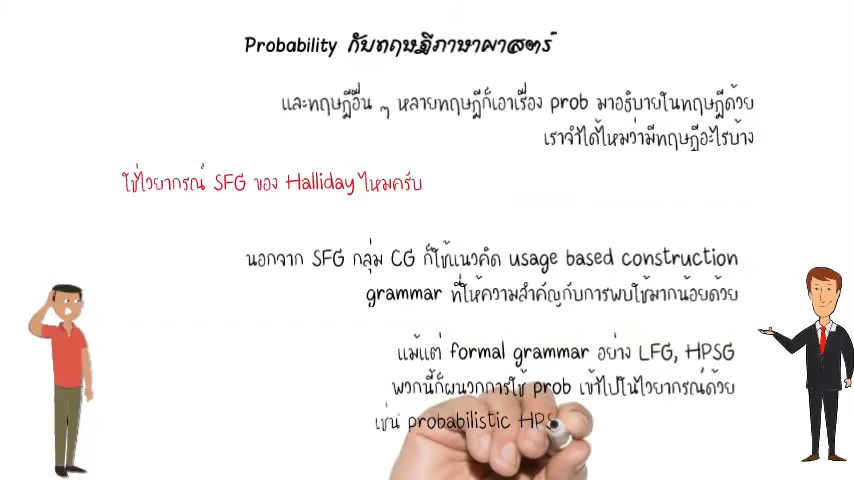 Probability กับทฤษฎีภาษาศาสตร์
และทฤษฎีอื่น ๆ หลายทฤษฎีก็เอาเรื่อง prob มาอธิบายในทฤษฎีด้วย
เราจำได้ไหมว่ามีทฤษฎีอะไรบ้าง
ใช่ไวยากรณ์ SFG ของ Halliday ไหมครับ
นอกจาก SFG กลุ่ม CG ก็ใช้แนวคิด usage based construction
grammar ที่ให้ความสำคัญกับการพบใช้มากน้อยด้วย
แม้แต่ formal grammar อย่าง LFG, HPSG
พวกนี้ก็ผนวกการใช้ prob เข้าไปในไวยากรณ์ด้วย
เช่น probabilistic HPS